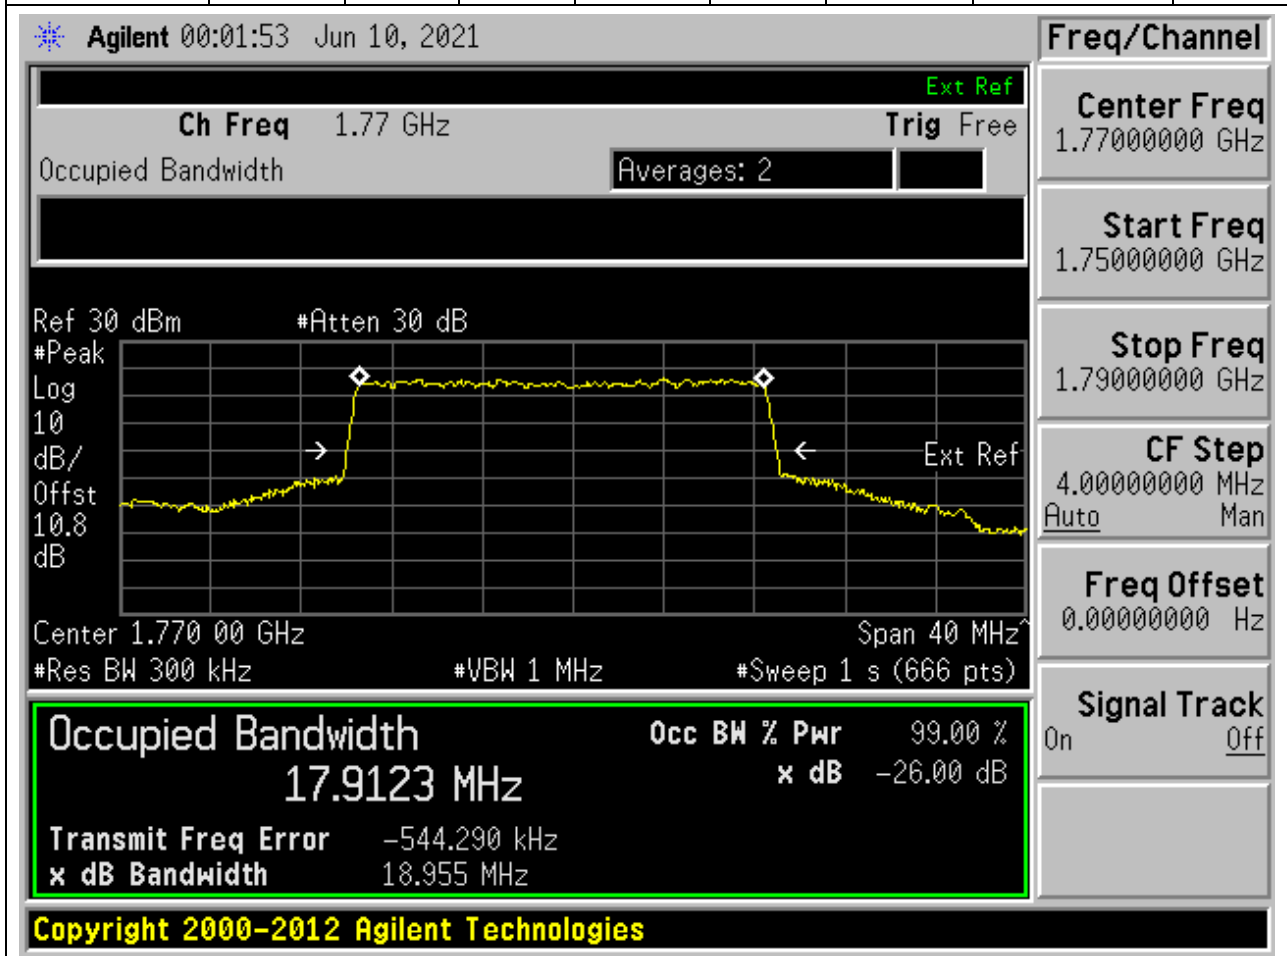 Agilent 00:01:53 Jun 10, 2021
Freq/Channel
Ext Ref
Ch Freq 1.77 GHz Trig Free
Occupied Bandwidth Averages: 2
Center Freq
1.77000000 GHz
Start Freq
1.75000000 GHz
Stop Freq
1.79000000 GHz
CF Step
4.00000000 MHz
Auto Man
Freq Offset
0.00000000 Hz
Signal Track
On Off
Ref 30 dBm #Atten 30 dB
#Peak
Log
10
dB/
Offst
10.8
dB
Ext Ref
Center 1.770 00 GHz Span 40 MHz^
#Res BW 300 kHz #VBW 1 MHz #Sweep 1 s (666 pts)
Occupied Bandwidth
17.9123 MHz
Occ BW % Pwr 99.00 %
x dB -26.00 dB
Transmit Freq Error -544.290 kHz
x dB Bandwidth 18.955 MHz
Copyright 2000-2012 Agilent Technologies